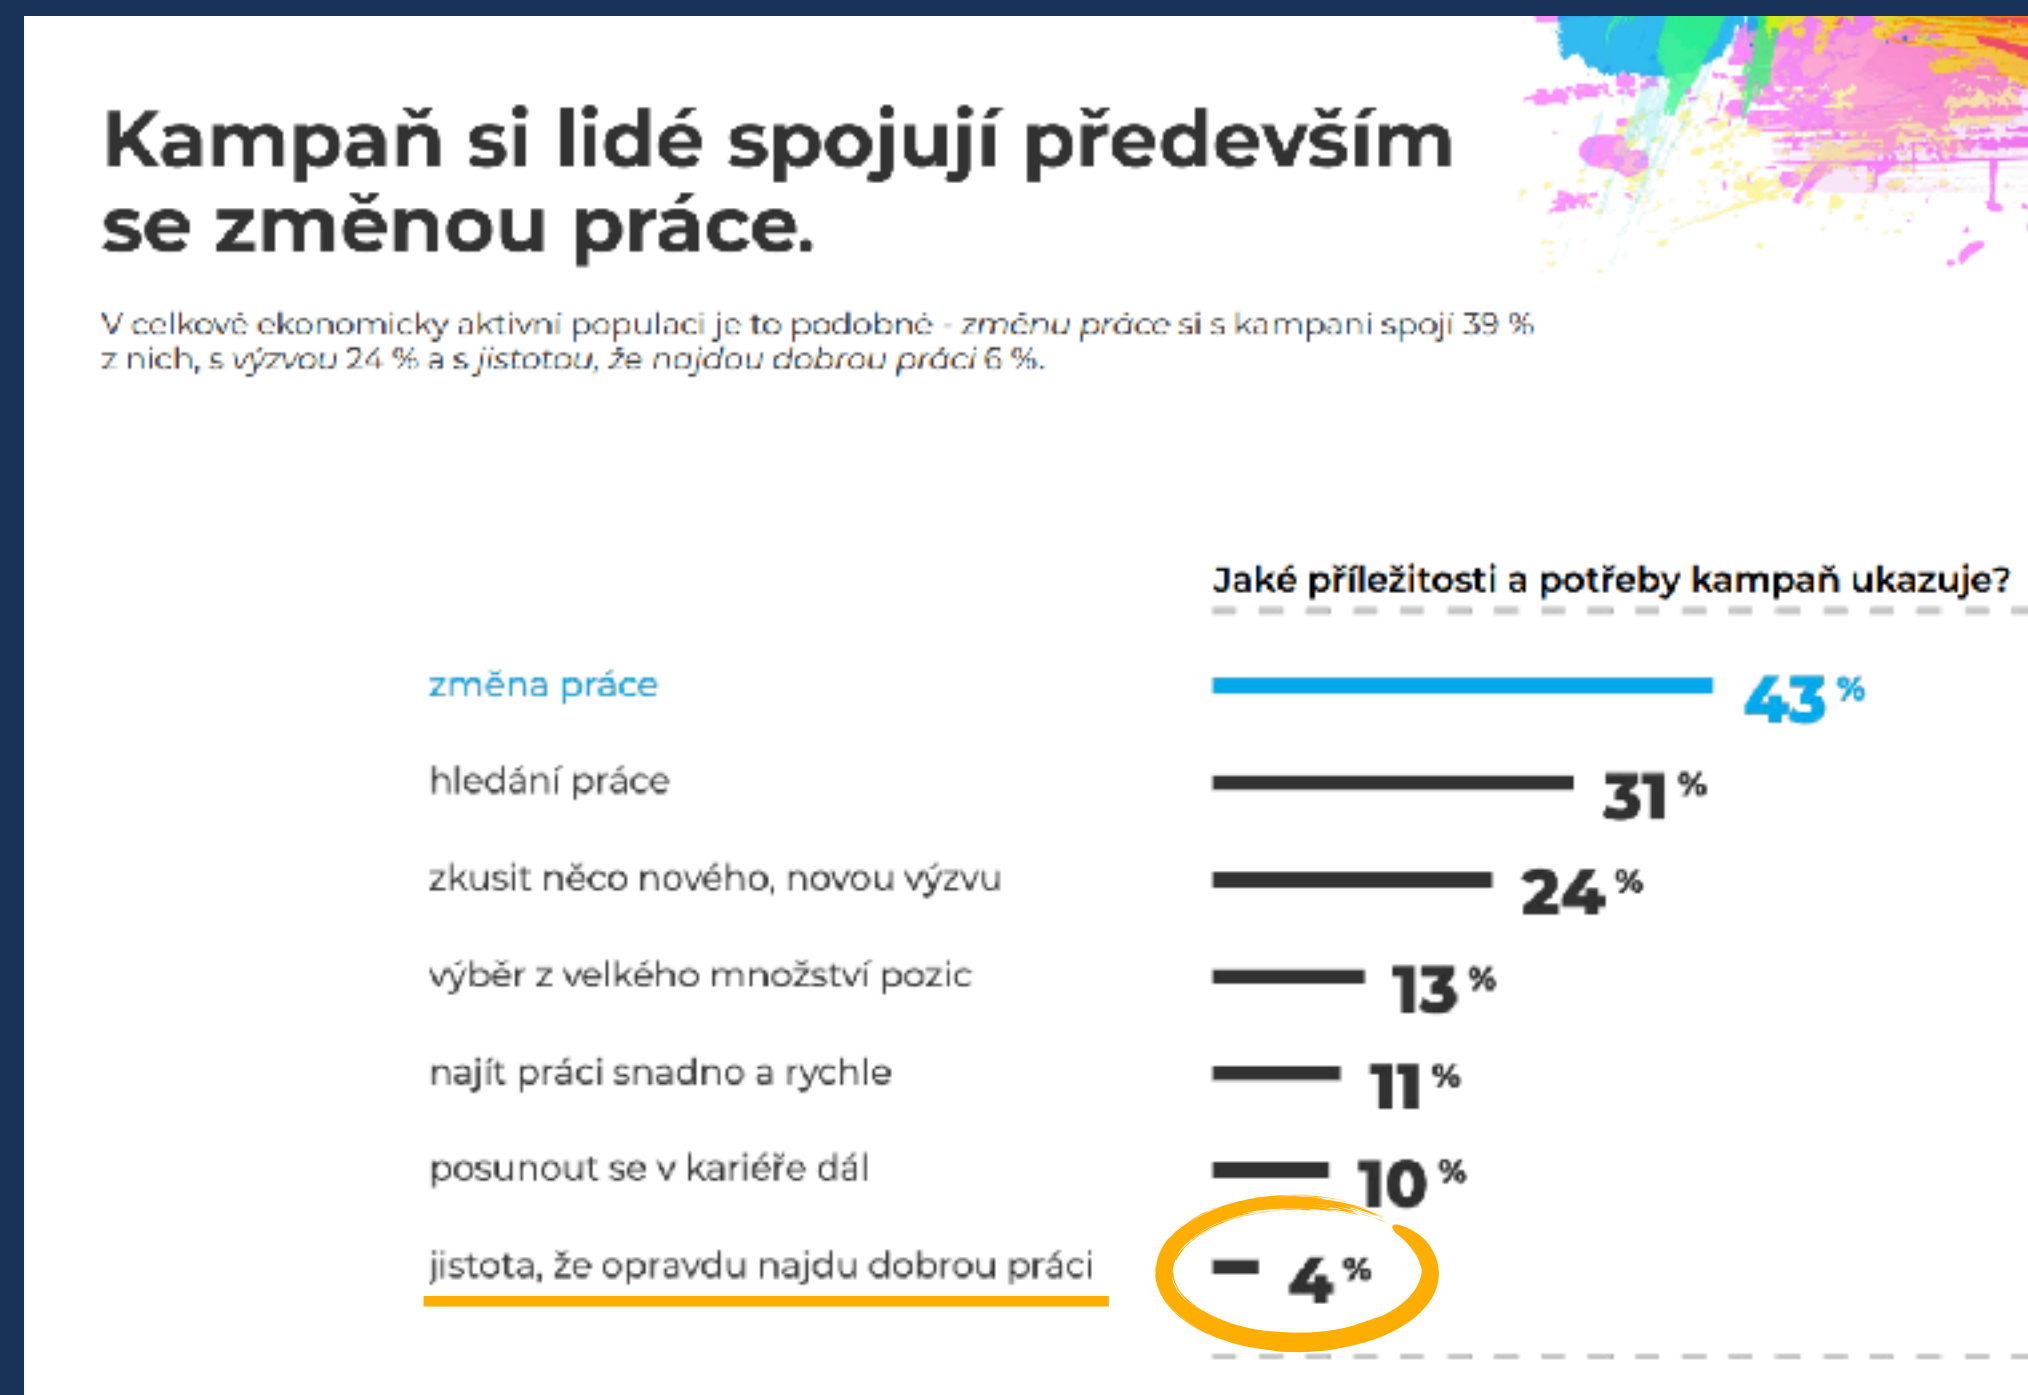 Kampaň si lidé spojují především
se změnou práce.
V celkové ekonomicky aktivní populaci je to podobné - změnu práce si s kampaní spojí 39 %
z nich, s výzvou 24 % a s jistotou, že najdou dobrou práci 6 %.
Jaké příležitosti a potřeby kampaň ukazuje?
změna práce 43 %
hledání práce 31 %
zkusit něco nového, novou výzvu 24 %
výběr z velkého množství pozic 13 %
najít práci snadno a rychle 11 %
posunout se v kariéře dál 10 %
jistota, že opravdu najdu dobrou práci 4 %